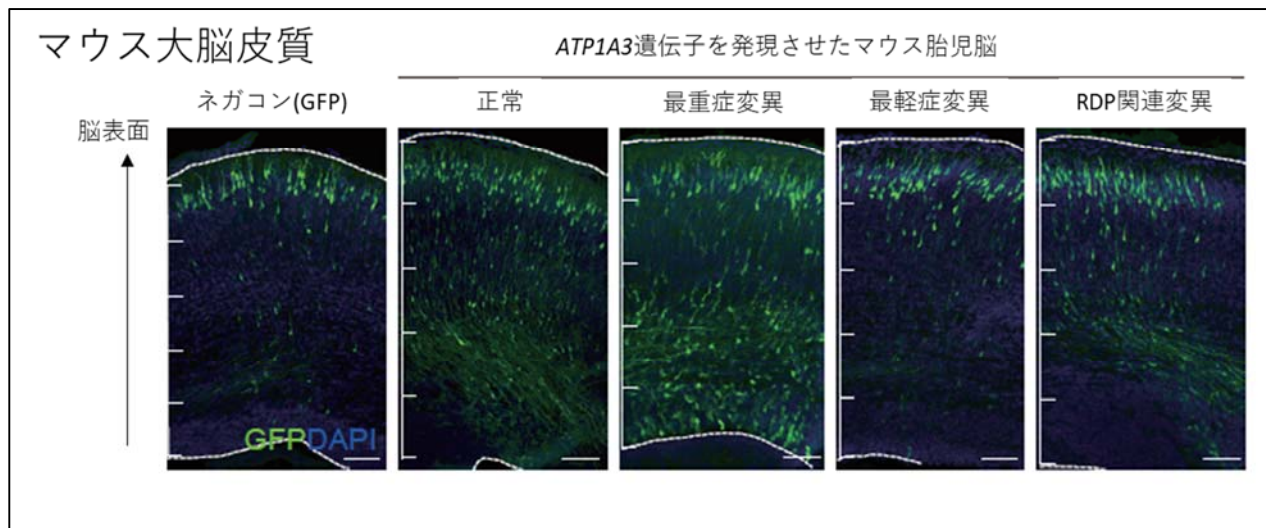 マウス大脳皮質
ATP1A3遺伝子を発現させたマウス胎児脳
ネガコン(GFP)
正常
最重症変異
最軽症変異
RDP関連変異
脳表面
GFPDAPI